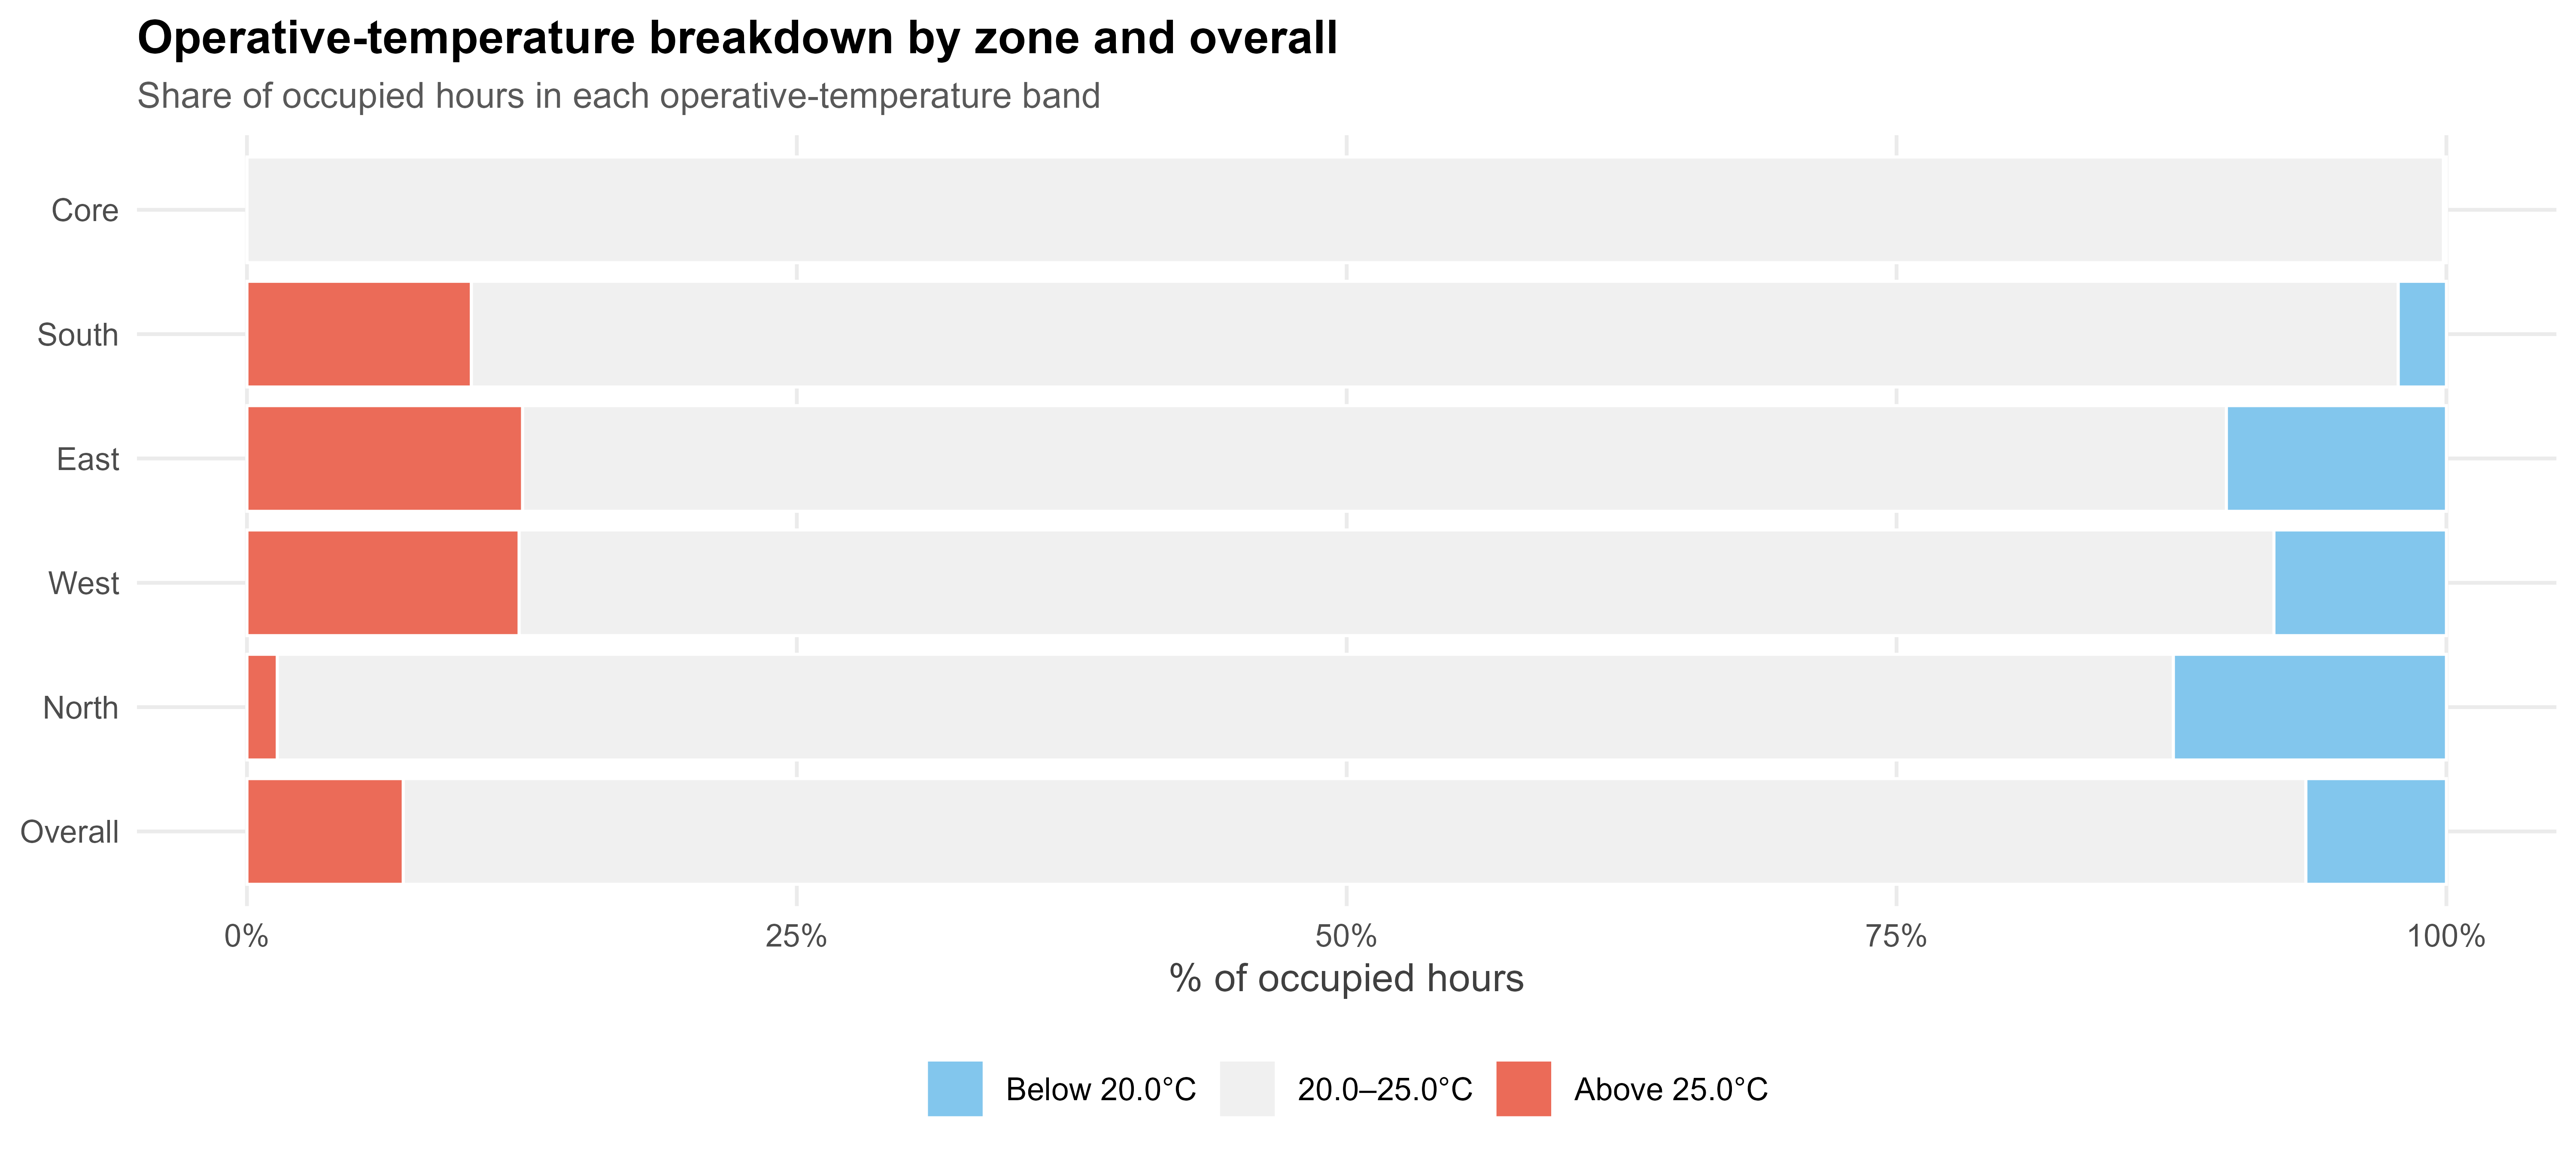 Operative-temperature breakdown by zone and overall
Share of occupied hours in each operative-temperature band
Core
South
East
West
North
Overall
0% 25% 50% 75% 100%
% of occupied hours
Below 20.0°C 20.0–25.0°C Above 25.0°C